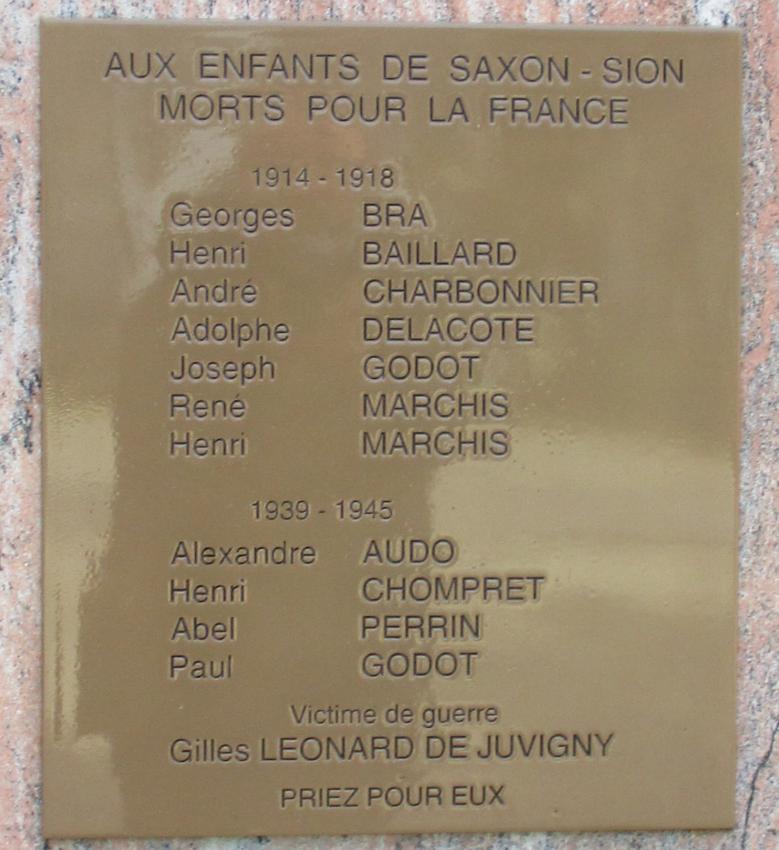 AUX ENFANTS DE SAXON - SION
MORTS POUR LA FRANCE
1914 - 1918
Georges BRA
Henri BAILLARD
André CHARBONNIER
Adolphe DELACOTE
Joseph GODOT
René MARCHIS
Henri MARCHIS
1939 - 1945
Alexandre AUDO
Henri CHOMPRET
Abel PERRIN
Paul GODOT
Victime de guerre
Gilles LEONARD DE JUVIGNY
PRIEZ POUR EUX